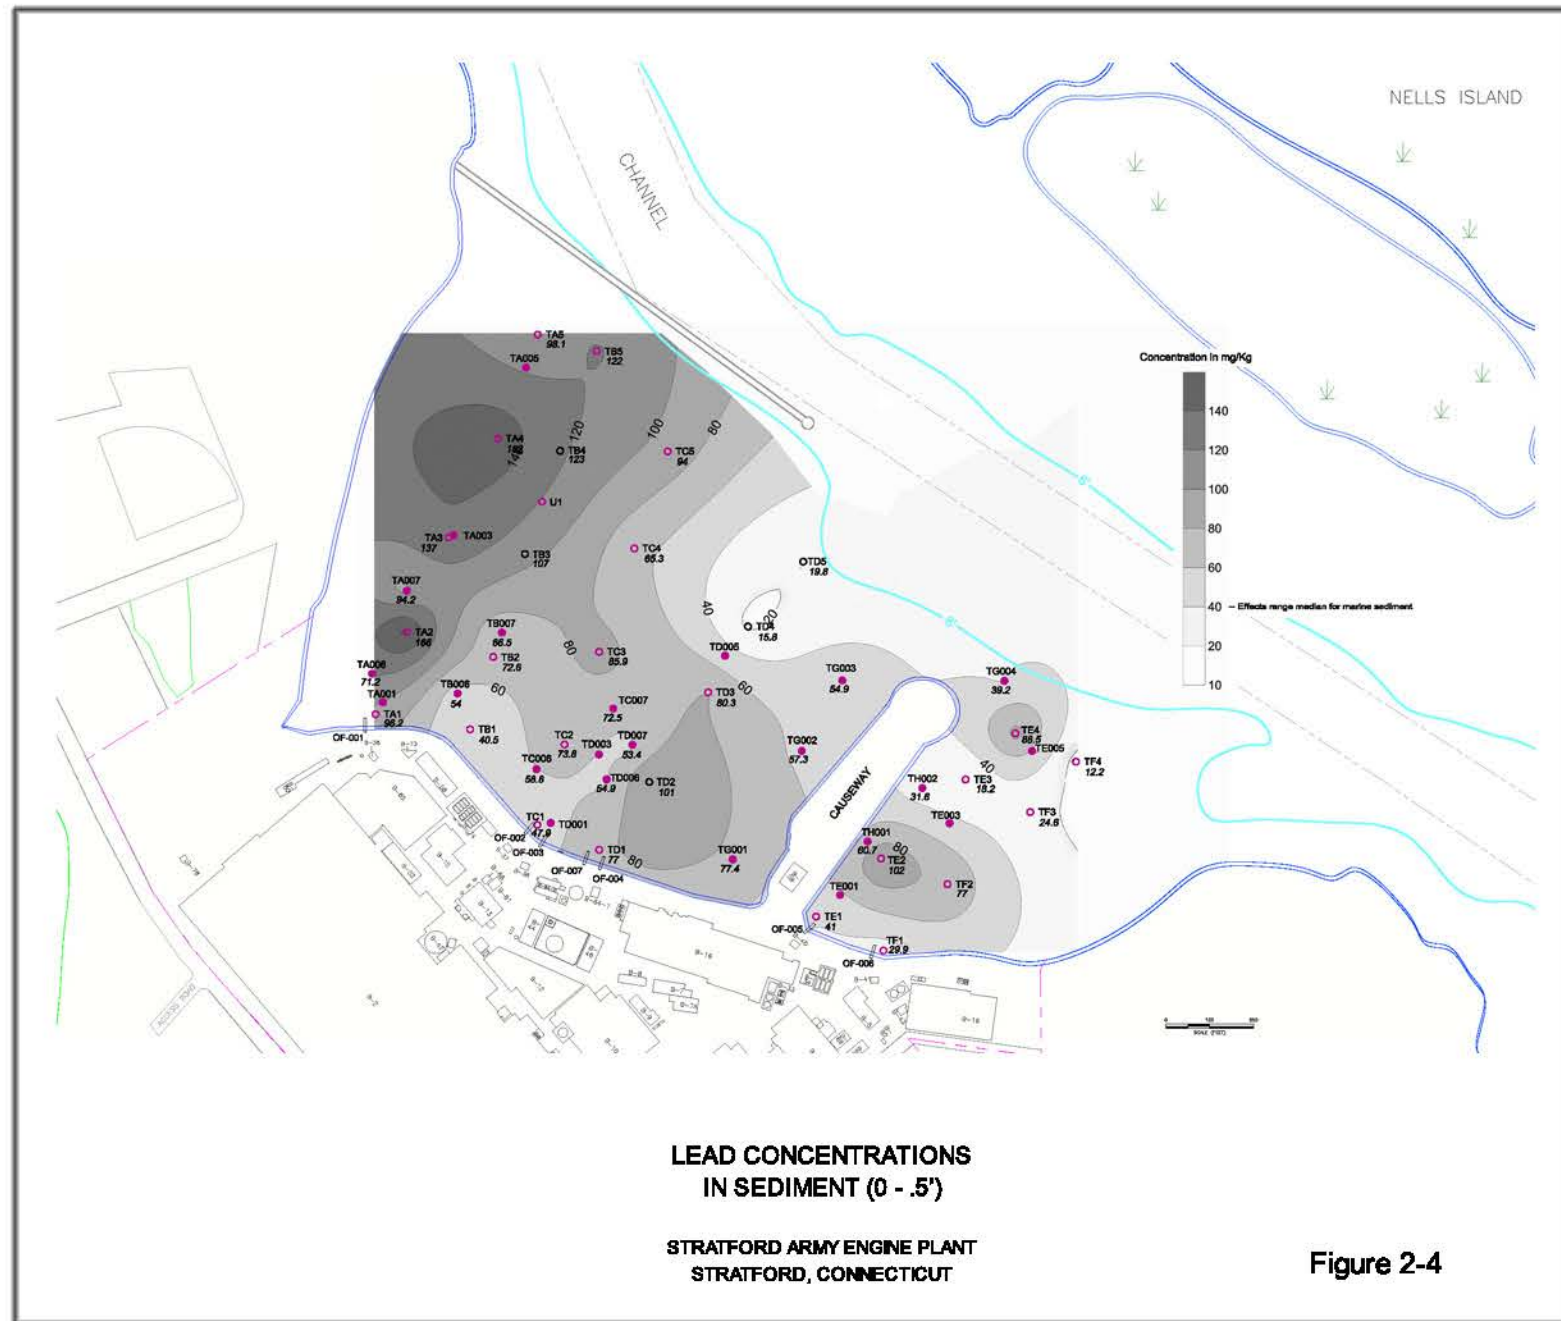 NELLS ISLAND
CHANNEL
TA5
98.1
TB5
122
TA005
Concentration in mg/Kg
140
120
100
80
60
40 – Effects range median for marine sediment
20
10
120
100
80
TA4
TB4
123
TC5
94
U1
TA3
137
TA003
TB3
107
TC4
65.3
TD5
19.8
6'
TA007
94.2
40
20
TD4
15.8
6'
TA2
166
TB007
66.5
80
TC3
85.9
TB2
72.6
TD005
TA006
71.2
60
60
TG003
54.9
TG004
39.2
TA001
TB006
54
TD3
80.3
TA1
96.2
TC007
72.5
OF-001
TB1
40.5
TC2
73.8
TD003
TD007
53.4
TG002
57.3
TE4
88.5
TE005
TF4
12.2
40
TC006
58.8
TD006
54.9
TD2
101
CAUSEWAY
TH002
31.6
TE3
18.2
TC1
47.9
TD001
TE003
TF3
24.6
OF-002
OF-003
TD1
77
80
TG001
77.4
TH001
60.7
80
TE2
102
OF-007
OF-004
TE001
TF2
77
TE1
41
OF-005
TF1
29.9
OF-006
B-16
LEAD CONCENTRATIONS
IN SEDIMENT (0 - .5')
STRATFORD ARMY ENGINE PLANT
STRATFORD, CONNECTICUT
Figure 2-4